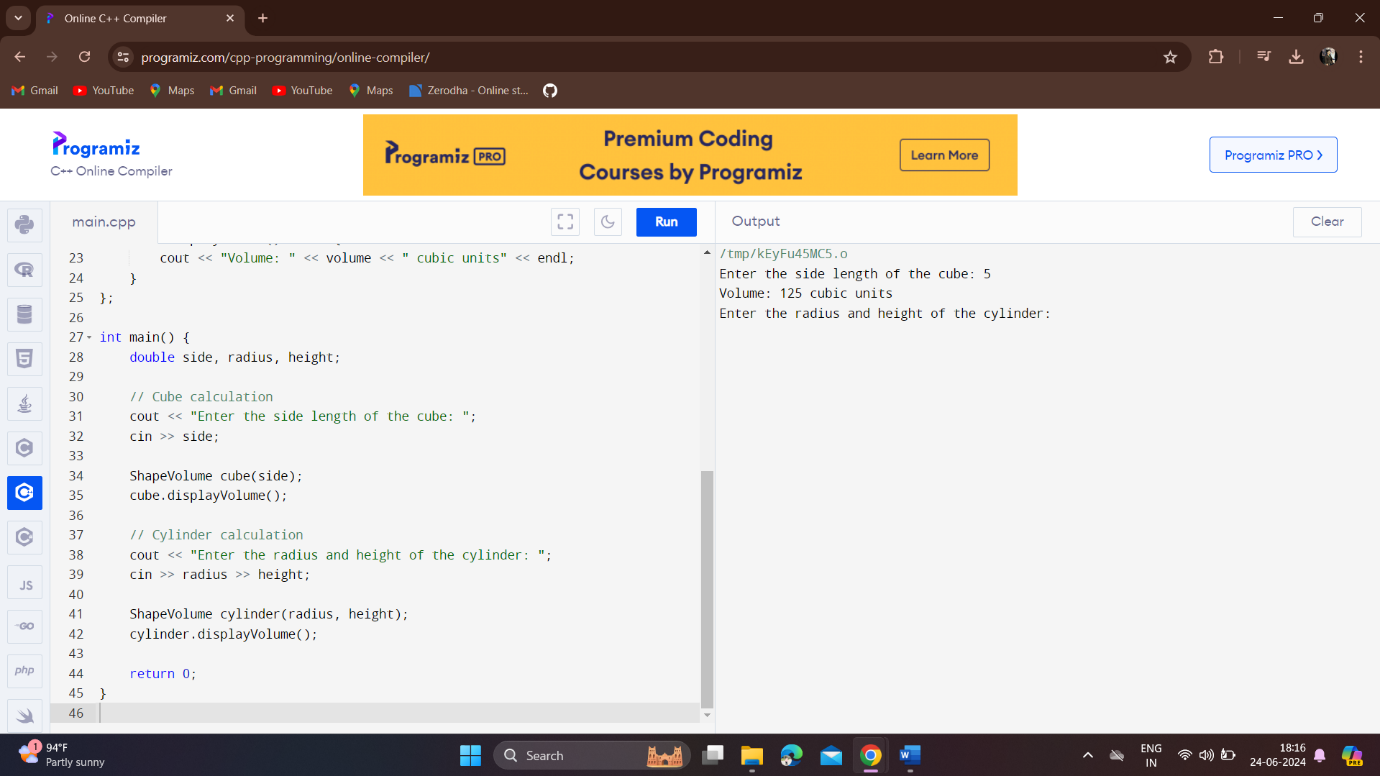 Online C++ Compiler
programiz.com/cpp-programming/online-compiler/
Gmail YouTube Maps Gmail YouTube Maps Zerodha - Online st...
Programiz
C++ Online Compiler
Programiz PRO
Premium Coding
Courses by Programiz
Learn More
Programiz PRO
main.cpp
Run
Output
Clear
23 cout << "Volume: " << volume << " cubic units" << endl;
24 }
25 };
26
27 int main() {
28 double side, radius, height;
29
30 // Cube calculation
31 cout << "Enter the side length of the cube: ";
32 cin >> side;
33
34 ShapeVolume cube(side);
35 cube.displayVolume();
36
37 // Cylinder calculation
38 cout << "Enter the radius and height of the cylinder: ";
39 cin >> radius >> height;
40
41 ShapeVolume cylinder(radius, height);
42 cylinder.displayVolume();
43
44 return 0;
45 }
46
/tmp/kEyFu45MC5.o
Enter the side length of the cube: 5
Volume: 125 cubic units
Enter the radius and height of the cylinder:
JS
GO
php
1
94°F
Partly sunny
Search
W
ENG
IN
18:16
24-06-2024
PRE